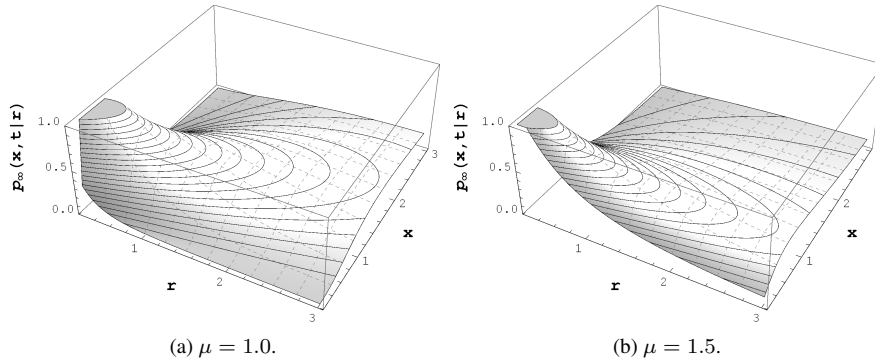 1.0
0.5
0.0
p∞(x,t|r)
1
2
3
r
1
2
3
x
(a) μ = 1.0.
1.0
0.5
0.0
p∞(x,t|r)
1
2
3
r
1
2
3
x
(b) μ = 1.5.